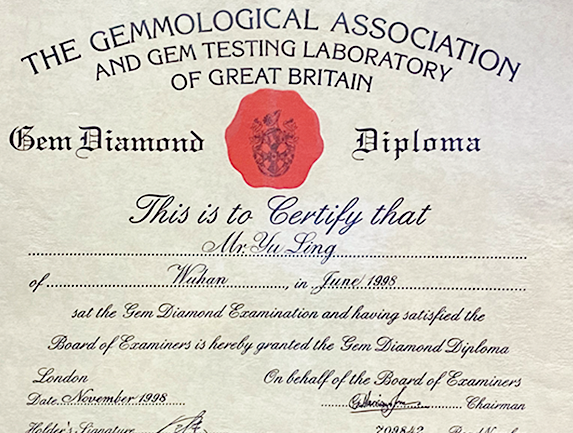 THE GEMMOLOGICAL ASSOCIATION
AND GEM TESTING LABORATORY
OF GREAT BRITAIN
Gem Diamond Diploma
This is to Certify that
Mr. Yu Ling
of Wuhan, in June 1998
sat the Gem Diamond Examination and having satisfied the
Board of Examiners is hereby granted the Gem Diamond Diploma
London On behalf of the Board of Examiners
Date November 1998 Chairman
Holder's Signature 709842